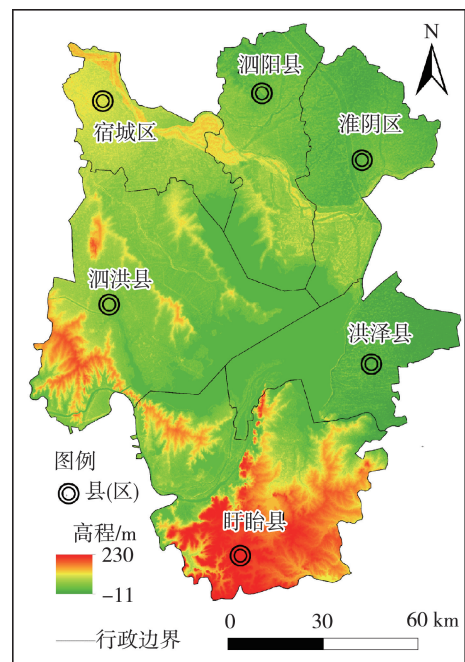 N
泗阳县
宿城区
淮阴区
泗洪县
洪泽县
图例
县(区)
高程/m
230
-11
盱眙县
0 30 60 km
行政边界